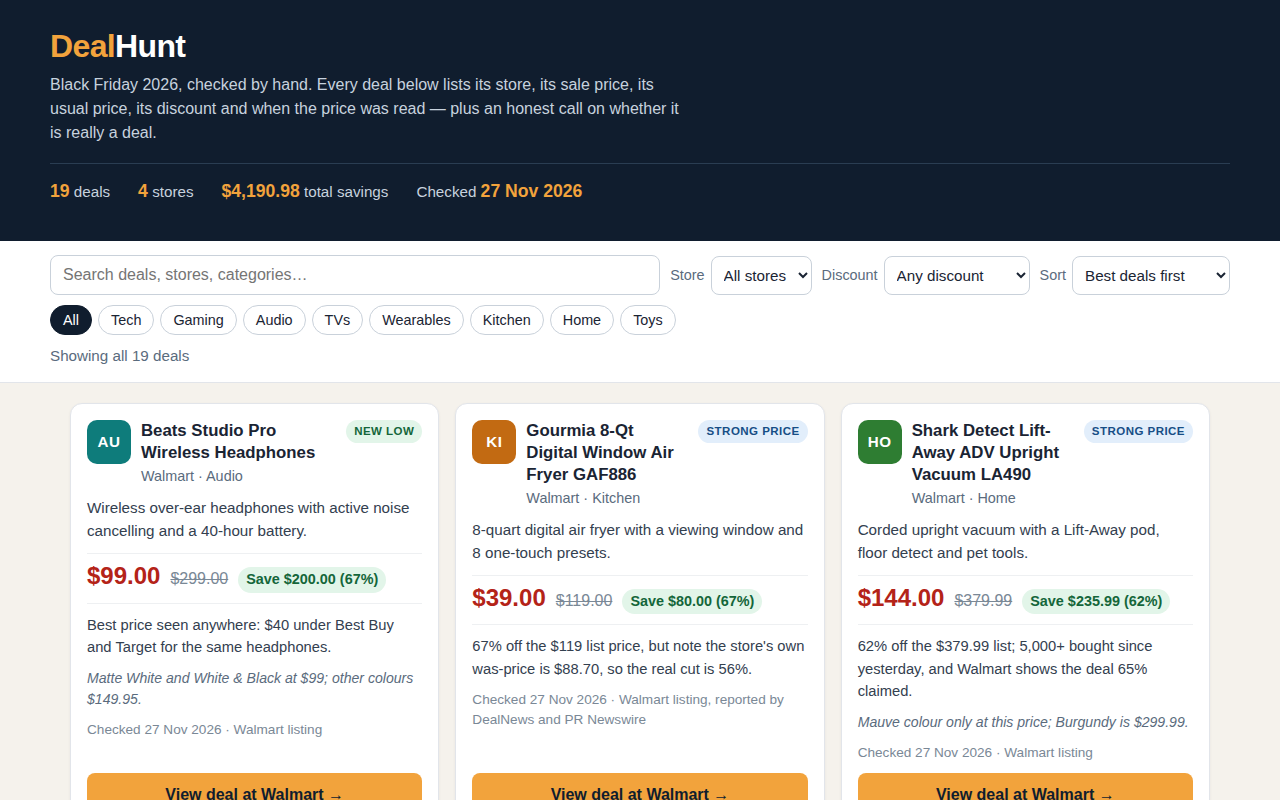 DealHunt
Black Friday 2026, checked by hand. Every deal below lists its store, its sale price, its
usual price, its discount and when the price was read — plus an honest call on whether it
is really a deal.
19 deals 4 stores $4,190.98 total savings Checked 27 Nov 2026
Search deals, stores, categories… Store All stores Discount Any discount Sort Best deals first
All Tech Gaming Audio TVs Wearables Kitchen Home Toys
Showing all 19 deals
AU
Beats Studio Pro
Wireless Headphones
NEW LOW
Walmart · Audio
Wireless over-ear headphones with active noise
cancelling and a 40-hour battery.
$99.00 $299.00 Save $200.00 (67%)
Best price seen anywhere: $40 under Best Buy
and Target for the same headphones.
Matte White and White & Black at $99; other colours
$149.95.
Checked 27 Nov 2026 · Walmart listing
View deal at Walmart →
KI
Gourmia 8-Qt
Digital Window Air
Fryer GAF886
STRONG PRICE
Walmart · Kitchen
8-quart digital air fryer with a viewing window and
8 one-touch presets.
$39.00 $119.00 Save $80.00 (67%)
67% off the $119 list price, but note the store's own
was-price is $88.70, so the real cut is 56%.
Checked 27 Nov 2026 · Walmart listing, reported by
DealNews and PR Newswire
View deal at Walmart →
HO
Shark Detect Lift-
Away ADV Upright
Vacuum LA490
STRONG PRICE
Walmart · Home
Corded upright vacuum with a Lift-Away pod,
floor detect and pet tools.
$144.00 $379.99 Save $235.99 (62%)
62% off the $379.99 list; 5,000+ bought since
yesterday, and Walmart shows the deal 65%
claimed.
Mauve colour only at this price; Burgundy is $299.99.
Checked 27 Nov 2026 · Walmart listing
View deal at Walmart →